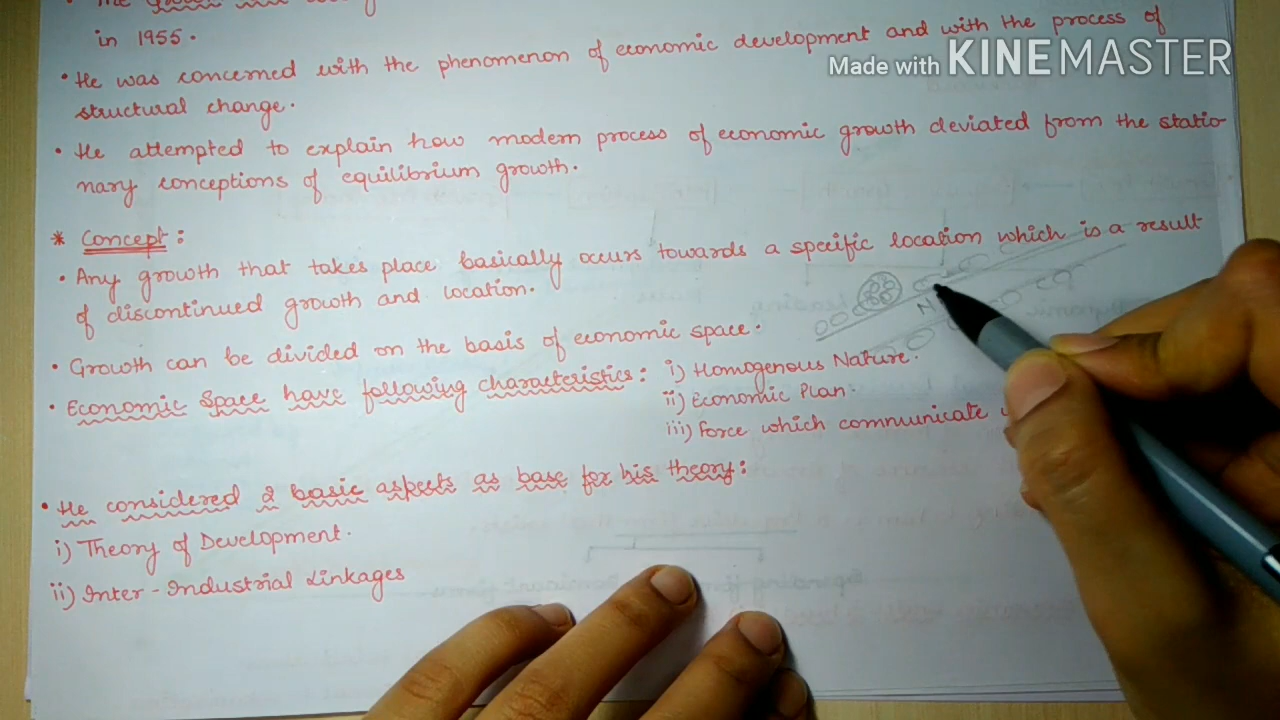 in 1955.
Made with KINEMASTER
• He was concerned with the phenomenon of economic development and with the process of
structural change.
• He attempted to explain how modern process of economic growth deviated from the statio-
nary conceptions of equilibrium growth.
* Concept:
• Any growth that takes place basically occurs towards a specific location which is a result
of discontinued growth and location.
• Growth can be divided on the basis of economic space.
• Economic Space have following characteristics: i) Homogenous Nature.
ii) Economic Plan.
iii) Force which communicate
• He considered 2 basic aspects as base for his theory:
i) Theory of Development.
ii) Inter-Industrial Linkages